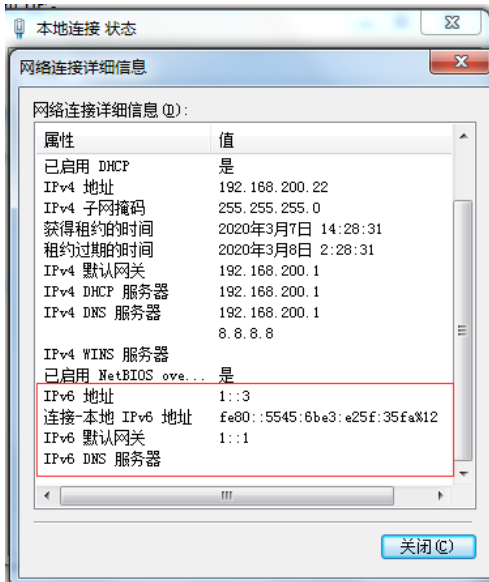 本地连接 状态
网络连接详细信息
网络连接详细信息(D):
属性 值
已启用 DHCP 是
IPv4 地址 192.168.200.22
IPv4 子网掩码 255.255.255.0
获得租约的时间 2020年3月7日 14:28:31
租约过期的时间 2020年3月8日 2:28:31
IPv4 默认网关 192.168.200.1
IPv4 DHCP 服务器 192.168.200.1
IPv4 DNS 服务器 192.168.200.1
8.8.8.8
IPv4 WINS 服务器
已启用 NetBIOS ove... 是
IPv6 地址 1::3
连接-本地 IPv6 地址 fe80::5545:6be3:e25f:35fa%12
IPv6 默认网关 1::1
IPv6 DNS 服务器
关闭(C)